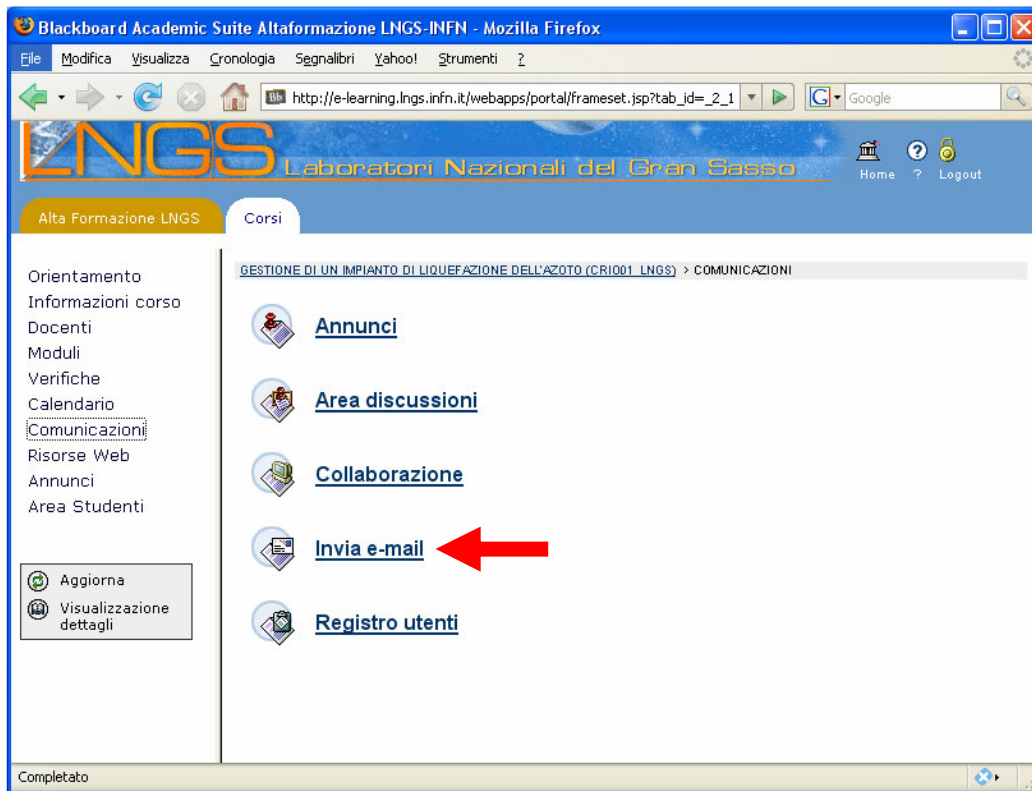 Blackboard Academic Suite Altaformazione LNGS-INFN - Mozilla Firefox
File Modifica Visualizza Cronologia Segnalibri Yahoo! Strumenti ?
http://e-learning.lngs.infn.it/webapps/portal/frameset.jsp?tab_id=_2_1
G Google
LNGS
Laboratori Nazionali del Gran Sasso
Home ? Logout
Alta Formazione LNGS Corsi
GESTIONE DI UN IMPIANTO DI LIQUEFAZIONE DELL'AZOTO (CRIO01_LNGS) > COMUNICAZIONI
Orientamento
Informazioni corso
Docenti
Moduli
Verifiche
Calendario
Comunicazioni
Risorse Web
Annunci
Area Studenti
Aggiorna
Visualizzazione
dettagli
Annunci
Area discussioni
Collaborazione
Invia e-mail
Registro utenti
Completato